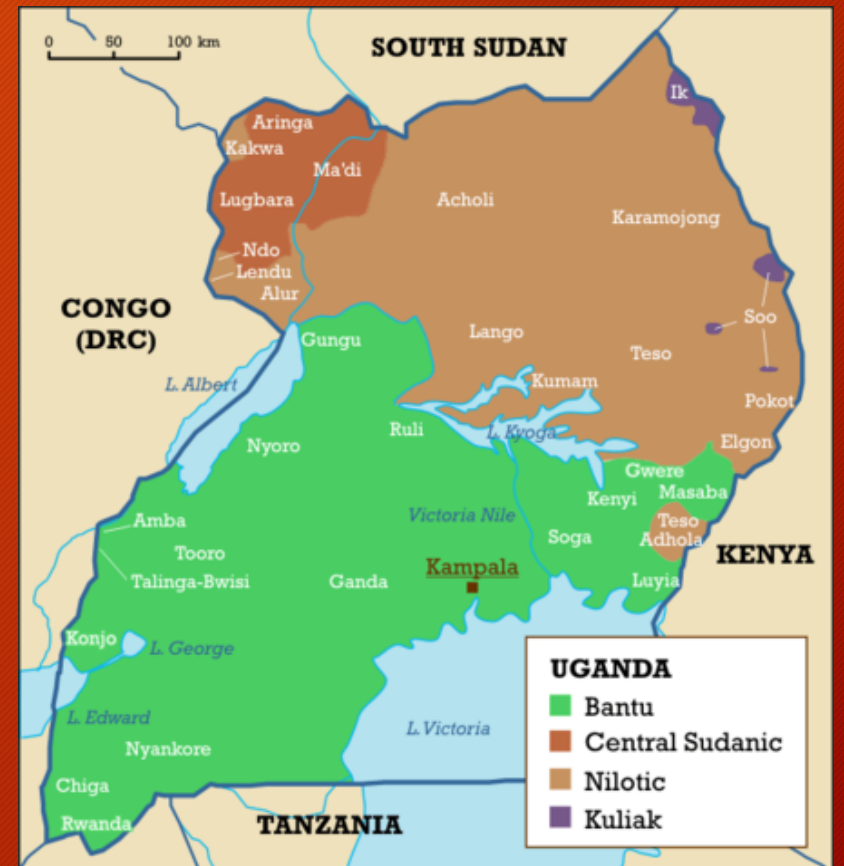 0 50 100 km
SOUTH SUDAN
Ik
Aringa
Kakwa
Ma'di
Lugbara
Acholi
Karamojong
Ndo
Lendu
Alur
CONGO
(DRC)
Soo
Gungu
Lango
Teso
L. Albert
Kumam
Pokot
Ruli
L. Kyoga
Elgon
Nyoro
Gwere
Kenyi
Masaba
Amba
Victoria Nile
Teso
Adhola
Soga
Tooro
KENYA
Talinga-Bwisi
Ganda
Kampala
Luyia
Konjo
L. George
UGANDA
Bantu
Central Sudanic
Nilotic
Kuliak
L. Edward
L. Victoria
Nyankore
Chiga
Rwanda
TANZANIA